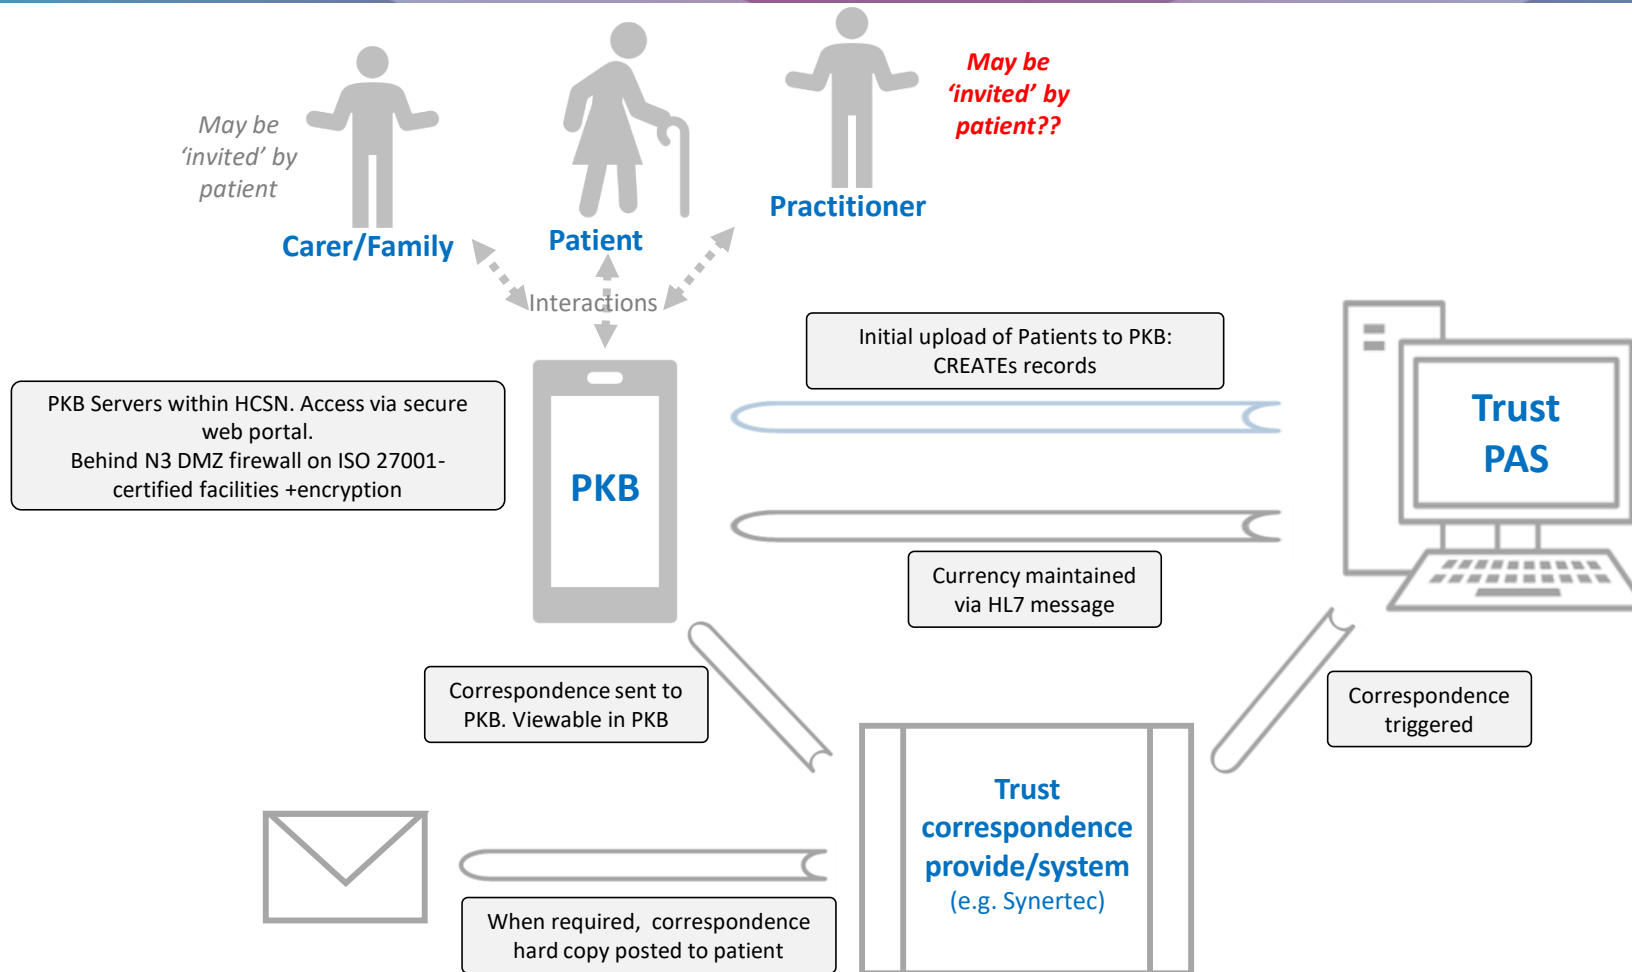 May be
‘invited’ by
patient
Carer/Family
Patient
Practitioner
May be
‘invited’ by
patient??
Interactions
Initial upload of Patients to PKB:
CREATEs records
PKB Servers within HCSN. Access via secure
web portal.
Behind N3 DMZ firewall on ISO 27001-
certified facilities +encryption
PKB
Trust
PAS
Currency maintained
via HL7 message
Correspondence sent to
PKB. Viewable in PKB
Correspondence
triggered
Trust
correspondence
provide/system
(e.g. Synertec)
When required,  correspondence
hard copy posted to patient